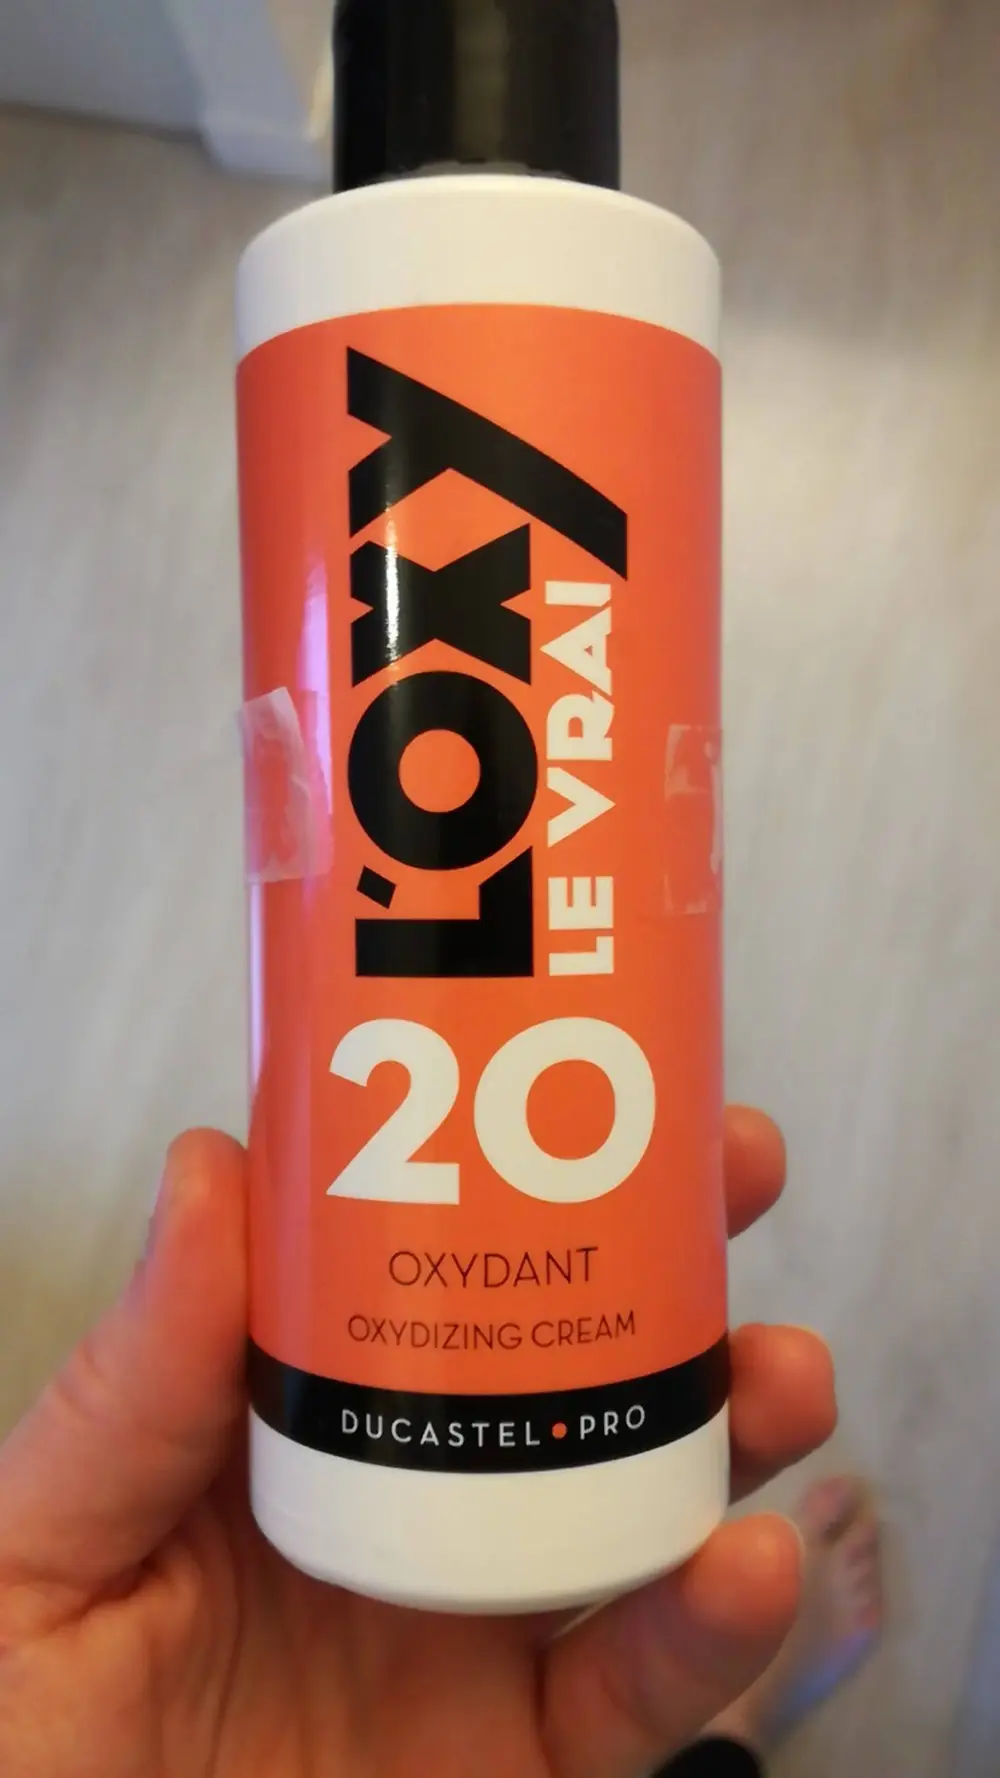 L'OXY
LE VRAI
20
OXYDANT
OXYDIZING CREAM
DUCASTEL•PRO